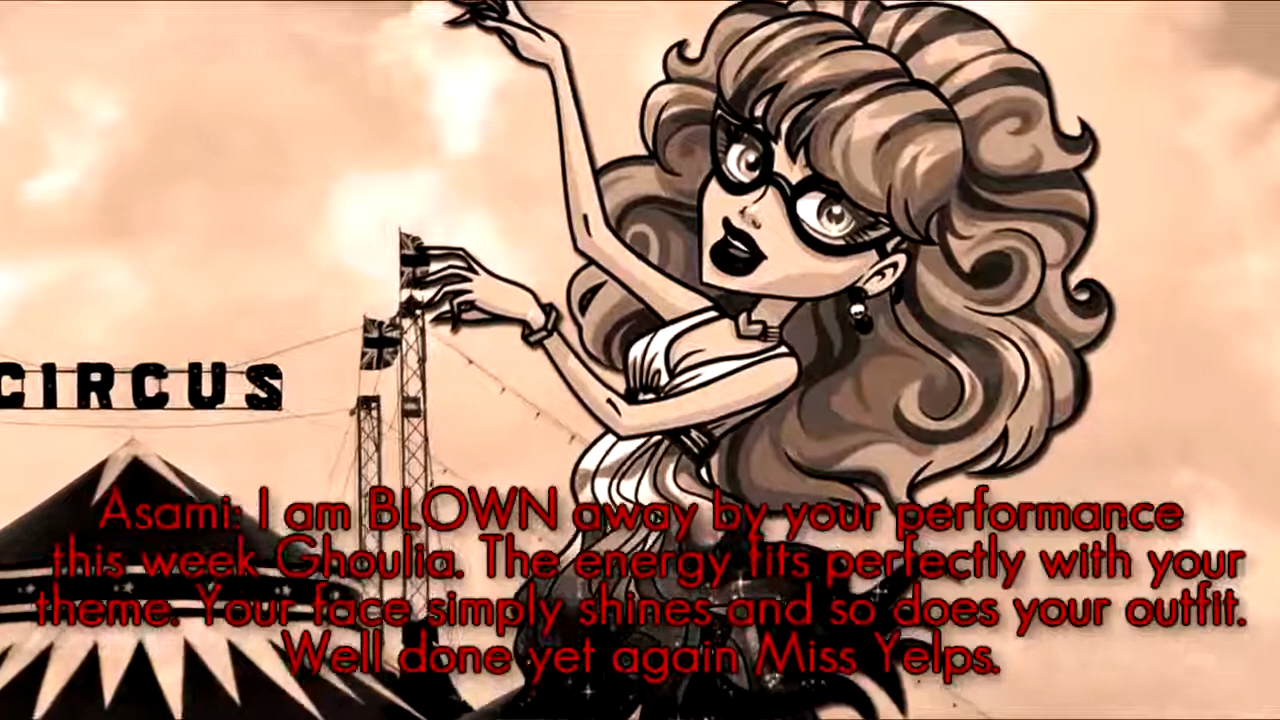 CIRCUS
Asami: I am BLOWN away by your performance
this week Ghoulia. The energy fits perfectly with your
theme. Your face simply shines and so does your outfit.
Well done yet again Miss Yelps.